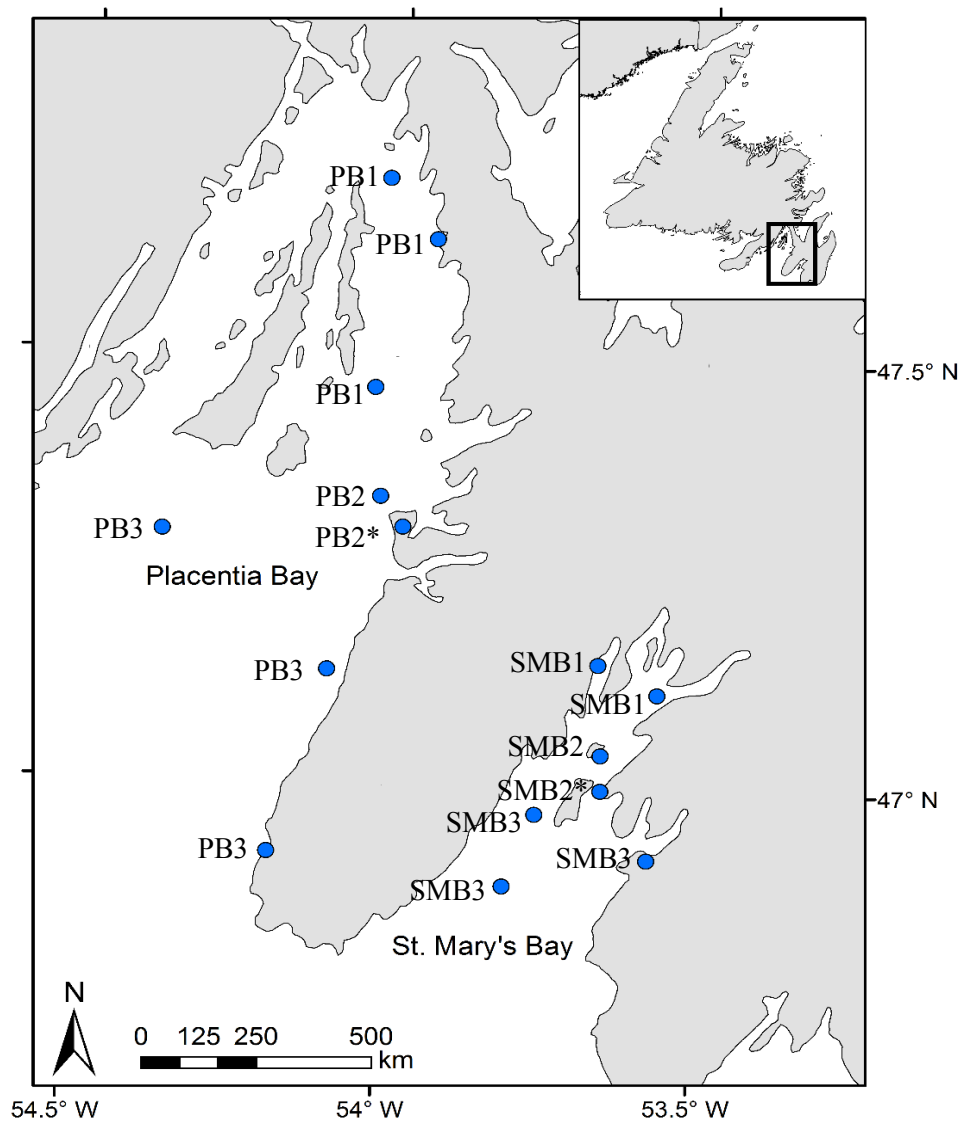 PB1
PB1
47.5° N
PB1
PB2
PB3
PB2*
Placentia Bay
SMB1
PB3
SMB1
SMB2
SMB2*
47° N
SMB3
PB3
SMB3
SMB3
St. Mary's Bay
N
0 125 250 500
km
54.5° W 54° W 53.5° W